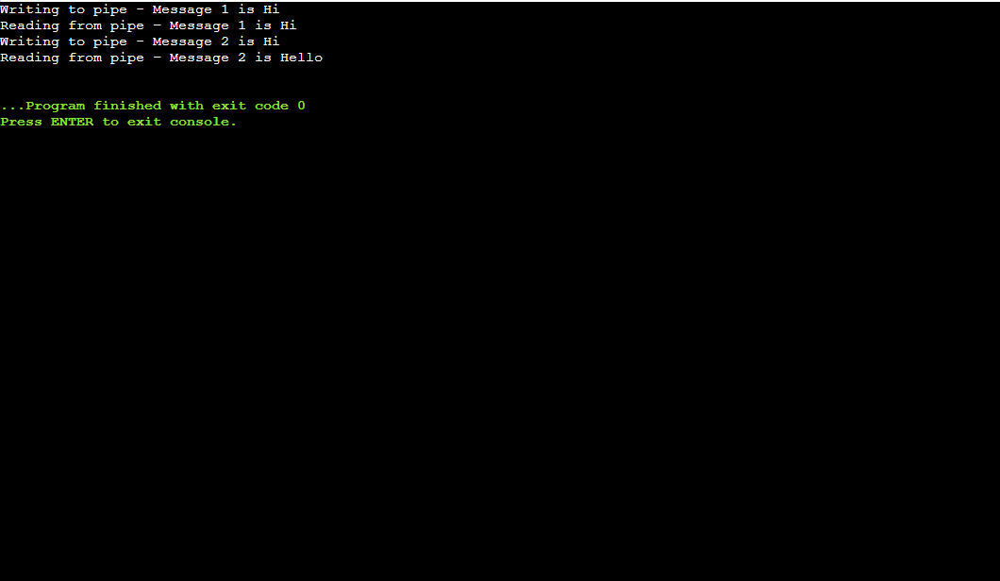 Writing to pipe - Message 1 is Hi
Reading from pipe – Message 1 is Hi
Writing to pipe - Message 2 is Hi
Reading from pipe – Message 2 is Hello
...Program finished with exit code 0
Press ENTER to exit console.